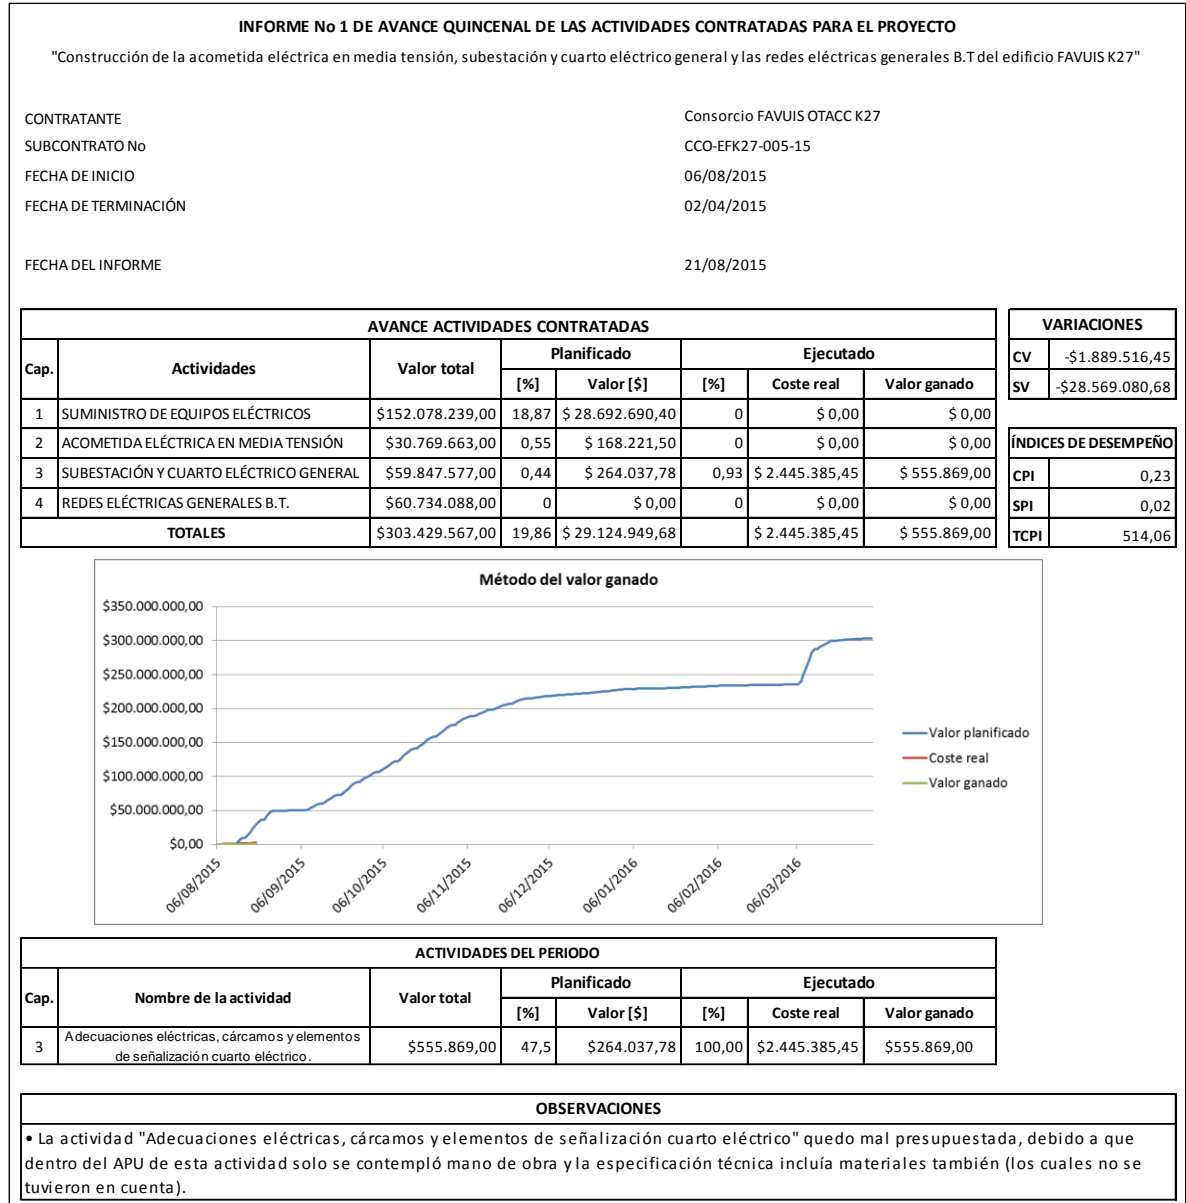 INFORME No 1 DE AVANCE QUINCENAL DE LAS ACTIVIDADES CONTRATADAS PARA EL PROYECTO
"Construcción de la acometida eléctrica en media tensión, subestación y cuarto eléctrico general y las redes eléctricas generales B.T del edificio FAVUIS K27"
CONTRATANTE Consorcio FAVUIS OTACC K27
SUBCONTRATO No CCO-EFK27-005-15
FECHA DE INICIO 06/08/2015
FECHA DE TERMINACIÓN 02/04/2015
FECHA DEL INFORME 21/08/2015
AVANCE ACTIVIDADES CONTRATADAS
Cap. Actividades Valor total Planificado Ejecutado
[%] Valor [$] [%] Coste real Valor ganado
1 SUMINISTRO DE EQUIPOS ELÉCTRICOS $152.078.239,00 18,87 $ 28.692.690,40 0 $ 0,00 $ 0,00
2 ACOMETIDA ELÉCTRICA EN MEDIA TENSIÓN $30.769.663,00 0,55 $ 168.221,50 0 $ 0,00 $ 0,00
3 SUBESTACIÓN Y CUARTO ELÉCTRICO GENERAL $59.847.577,00 0,44 $ 264.037,78 0,93 $ 2.445.385,45 $ 555.869,00
4 REDES ELÉCTRICAS GENERALES B.T. $60.734.088,00 0 $ 0,00 0 $ 0,00 $ 0,00
TOTALES $303.429.567,00 19,86 $ 29.124.949,68 $ 2.445.385,45 $ 555.869,00
VARIACIONES
CV -$1.889.516,45
SV -$28.569.080,68
ÍNDICES DE DESEMPEÑO
CPI 0,23
SPI 0,02
TCPI 514,06
Método del valor ganado
$350.000.000,00
$300.000.000,00
$250.000.000,00
$200.000.000,00
$150.000.000,00
$100.000.000,00
$50.000.000,00
$0,00
06/08/2015
06/09/2015
06/10/2015
06/11/2015
06/12/2015
06/01/2016
06/02/2016
06/03/2016
Valor planificado
Coste real
Valor ganado
ACTIVIDADES DEL PERIODO
Cap. Nombre de la actividad Valor total Planificado Ejecutado
[%] Valor [$] [%] Coste real Valor ganado
3 Adecuaciones eléctricas, cárcamos y elementos
de señalización cuarto eléctrico. $555.869,00 47,5 $264.037,78 100,00 $2.445.385,45 $555.869,00
OBSERVACIONES
• La actividad "Adecuaciones eléctricas, cárcamos y elementos de señalización cuarto eléctrico" quedo mal presupuestada, debido a que
dentro del APU de esta actividad solo se contempló mano de obra y la especificación técnica incluía materiales también (los cuales no se
tuvieron en cuenta).